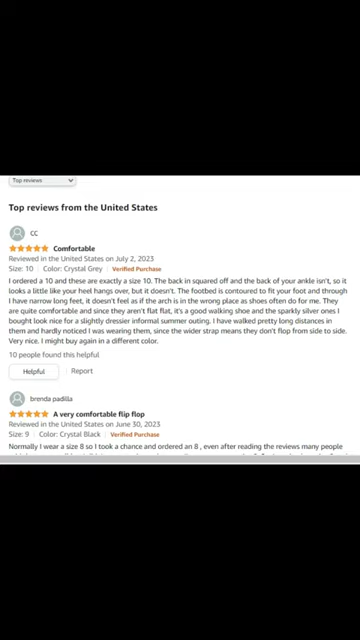 Top reviews
Top reviews from the United States
CC
Comfortable
Reviewed in the United States on July 2, 2023
Size: 10 | Color: Crystal Grey | Verified Purchase
I ordered a 10 and these are exactly a size 10. The back in squared off and the back of your ankle isn't, so it
looks a little like your heel hangs over, but it doesn't. The footbed is contoured to fit your foot and through
I have narrow long feet, it doesn't feel as if the arch is in the wrong place as shoes often do for me. They
are quite comfortable and since they aren't flat flat, it's a good walking shoe and the sparkly silver ones I
bought look nice for a slightly dressier informal summer outing. I have walked pretty long distances in
them and hardly noticed I was wearing them, since the wider strap means they don't flop from side to side.
Very nice. I might buy again in a different color.
10 people found this helpful
Helpful | Report
brenda padilla
A very comfortable flip flop
Reviewed in the United States on June 30, 2023
Size: 9 | Color: Crystal Black | Verified Purchase
Normally I wear a size 8 so I took a chance and ordered an 8 , even after reading the reviews many people